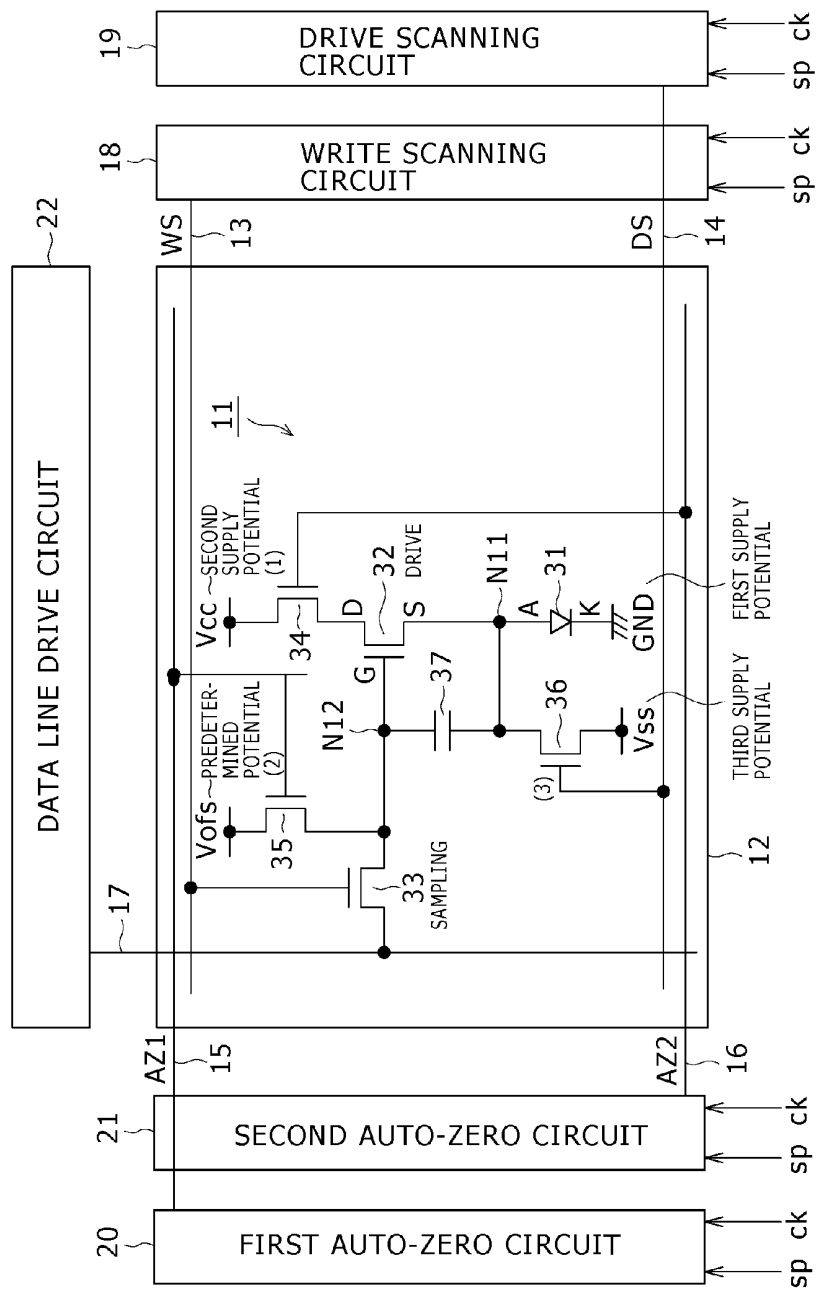 22
DATA LINE DRIVE CIRCUIT
17
19
DRIVE SCANNING
CIRCUIT
sp ck
18
WRITE SCANNING
CIRCUIT
sp ck
WS
13
DS
14
11
Vcc
SECOND
SUPPLY
POTENTIAL
(1)
34
D
G
S
32
DRIVE
N11
A
31
K
GND
FIRST SUPPLY
POTENTIAL
Vofs
PREDETER-
MINED
POTENTIAL
(2)
35
N12
37
36
(3)
Vss
THIRD SUPPLY
POTENTIAL
33
SAMPLING
12
AZ1
15
AZ2
16
21
SECOND AUTO-ZERO CIRCUIT
sp ck
20
FIRST AUTO-ZERO CIRCUIT
sp ck